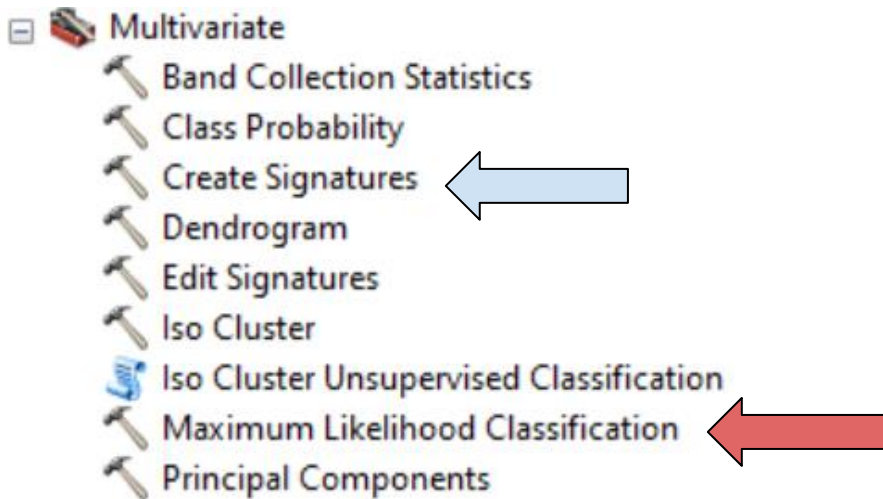 Multivariate
Band Collection Statistics
Class Probability
Create Signatures
Dendrogram
Edit Signatures
Iso Cluster
Iso Cluster Unsupervised Classification
Maximum Likelihood Classification
Principal Components